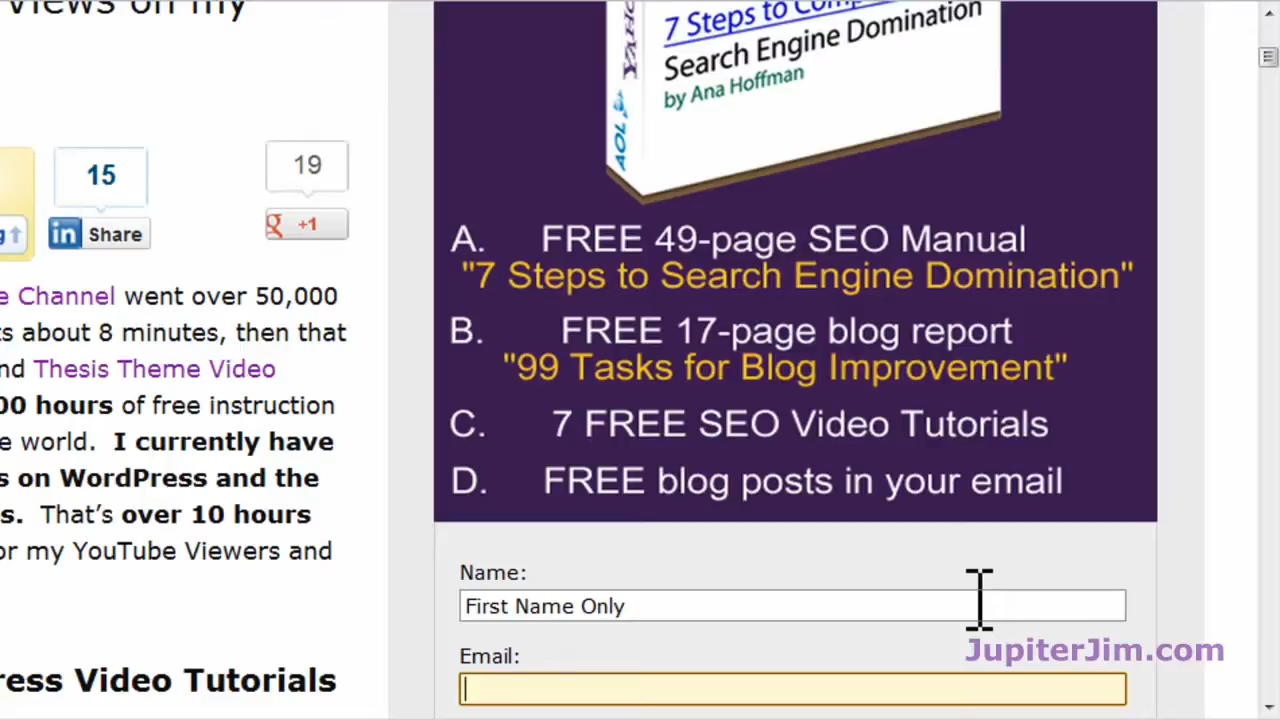 Views on my
YAHO
AOL
7 Steps to Comp
Search Engine Domination
by Ana Hoffman
15
19
in Share
g +1
A. FREE 49-page SEO Manual
"7 Steps to Search Engine Domination"
B. FREE 17-page blog report
"99 Tasks for Blog Improvement"
C. 7 FREE SEO Video Tutorials
D. FREE blog posts in your email
e Channel went over 50,000
ts about 8 minutes, then that
nd Thesis Theme Video
00 hours of free instruction
e world. I currently have
s on WordPress and the
s. That's over 10 hours
or my YouTube Viewers and
ress Video Tutorials
Name:
First Name Only
Email:
JupiterJim.com